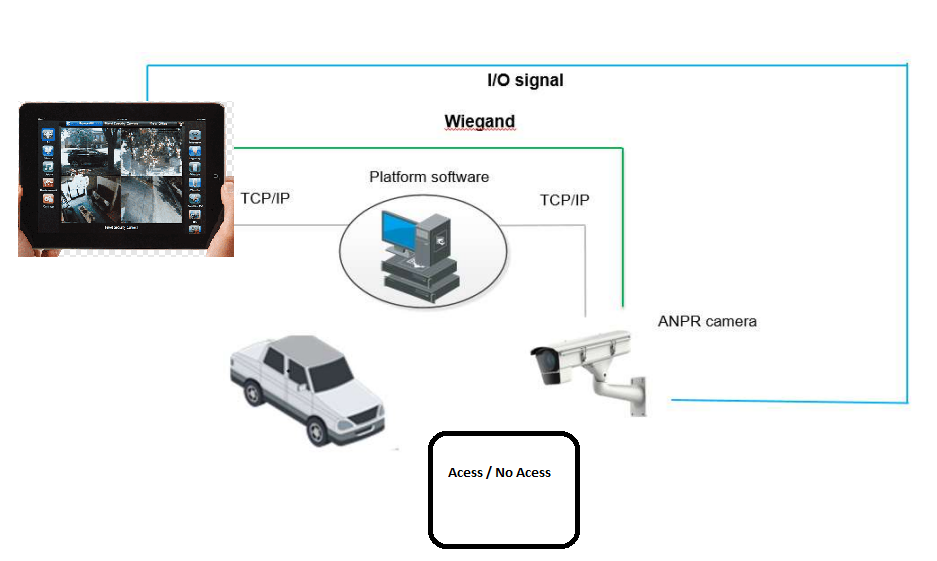 I/O signal
Wiegand
Platform software
TCP/IP
TCP/IP
ANPR camera
Acess / No Acess